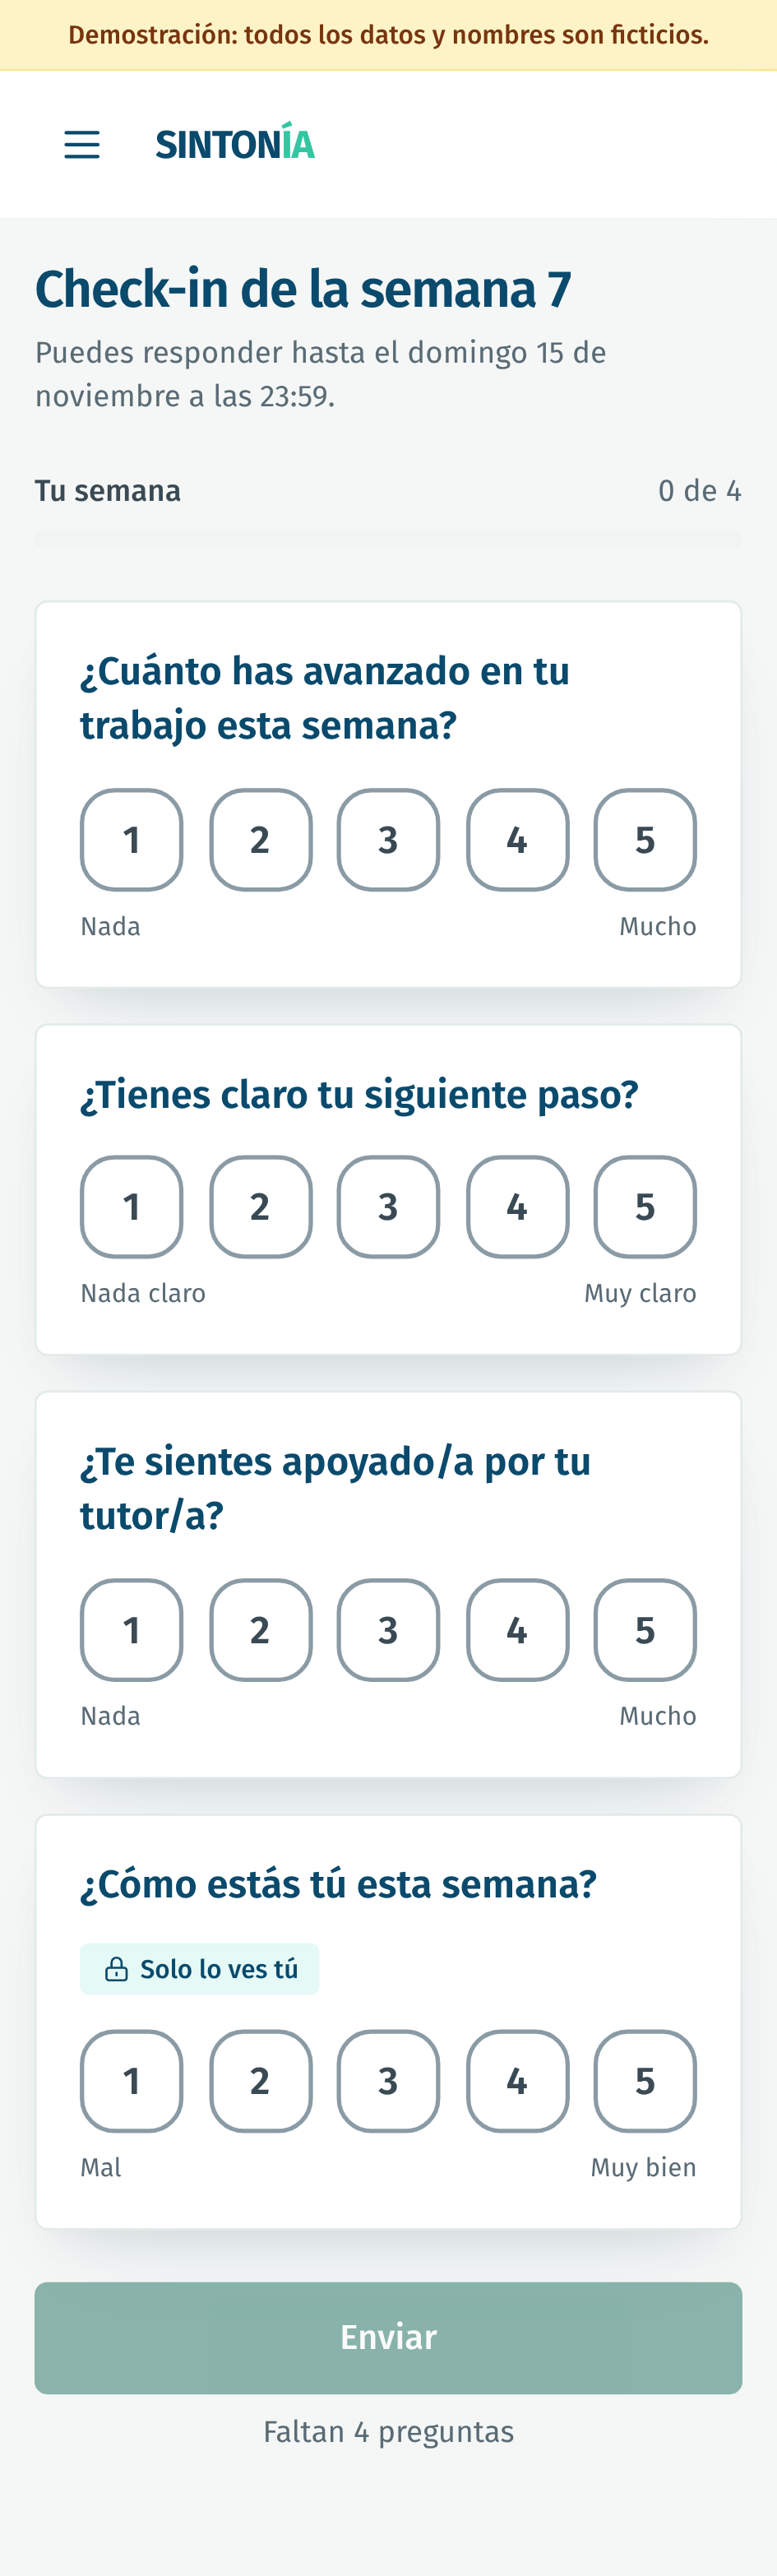 Demostración: todos los datos y nombres son ficticios.
SINTONÍA
Check-in de la semana 7
Puedes responder hasta el domingo 15 de
noviembre a las 23:59.
Tu semana 0 de 4
¿Cuánto has avanzado en tu
trabajo esta semana?
1 2 3 4 5
Nada Mucho
¿Tienes claro tu siguiente paso?
1 2 3 4 5
Nada claro Muy claro
¿Te sientes apoyado/a por tu
tutor/a?
1 2 3 4 5
Nada Mucho
¿Cómo estás tú esta semana?
Solo lo ves tú
1 2 3 4 5
Mal Muy bien
Enviar
Faltan 4 preguntas